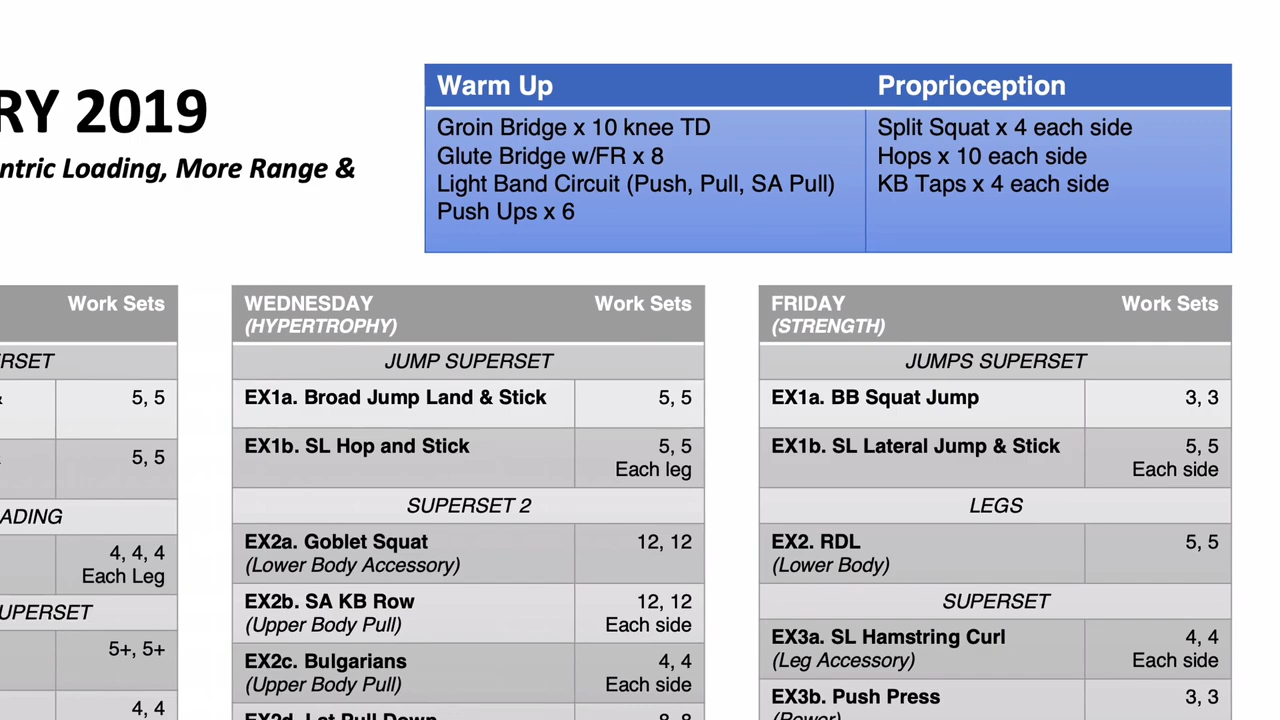 RY 2019
ntric Loading, More Range &
Warm Up
Groin Bridge x 10 knee TD
Glute Bridge w/FR x 8
Light Band Circuit (Push, Pull, SA Pull)
Push Ups x 6
Proprioception
Split Squat x 4 each side
Hops x 10 each side
KB Taps x 4 each side
Work Sets
RSET
5, 5
5, 5
ADING
4, 4, 4
Each Leg
UPERSET
5+, 5+
4, 4
WEDNESDAY Work Sets
(HYPERTROPHY)
JUMP SUPERSET
EX1a. Broad Jump Land & Stick 5, 5
EX1b. SL Hop and Stick 5, 5
Each leg
SUPERSET 2
EX2a. Goblet Squat 12, 12
(Lower Body Accessory)
EX2b. SA KB Row 12, 12
(Upper Body Pull) Each side
EX2c. Bulgarians 4, 4
(Upper Body Pull) Each side
EX2d. Lat Pull Down 8, 8
FRIDAY Work Sets
(STRENGTH)
JUMPS SUPERSET
EX1a. BB Squat Jump 3, 3
EX1b. SL Lateral Jump & Stick 5, 5
Each side
LEGS
EX2. RDL 5, 5
(Lower Body)
SUPERSET
EX3a. SL Hamstring Curl 4, 4
(Leg Accessory) Each side
EX3b. Push Press 3, 3
(Power)